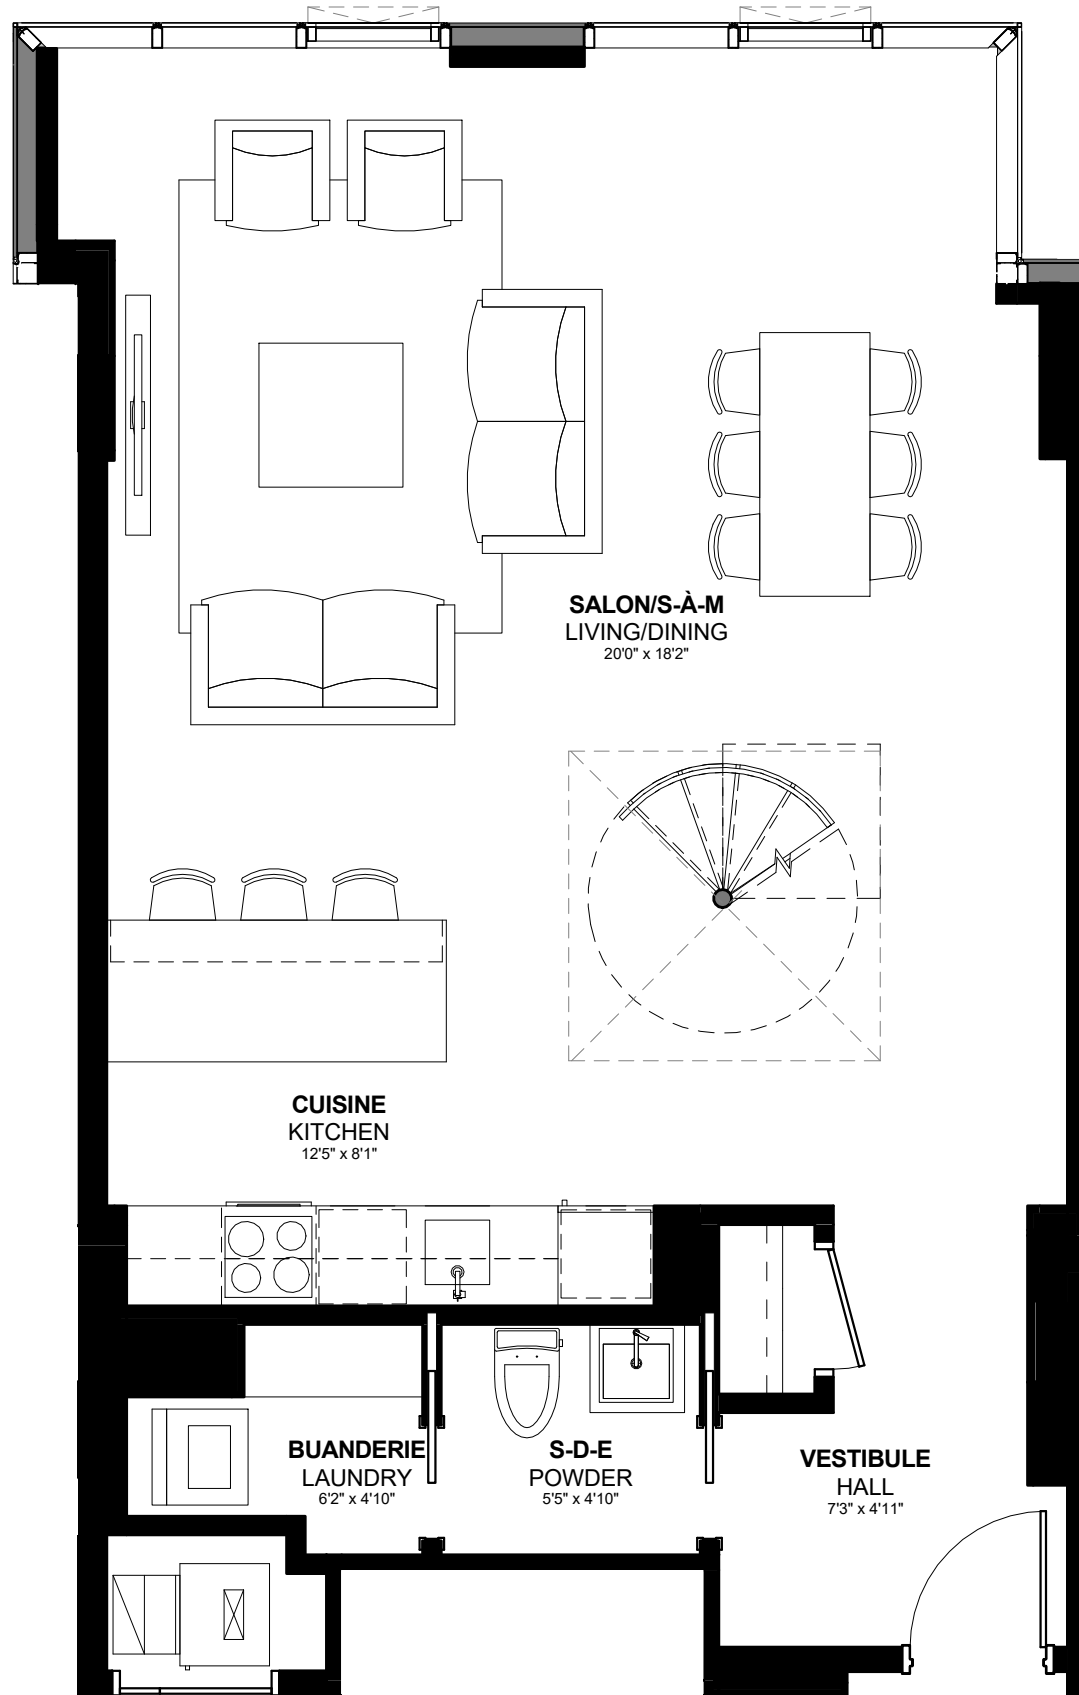 SALON/S-À-M
LIVING/DINING
20'0" x 18'2"
CUISINE
KITCHEN
12'5" x 8'1"
BUANDERIE
LAUNDRY
6'2" x 4'10"
S-D-E
POWDER
5'5" x 4'10"
VESTIBULE
HALL
7'3" x 4'11"